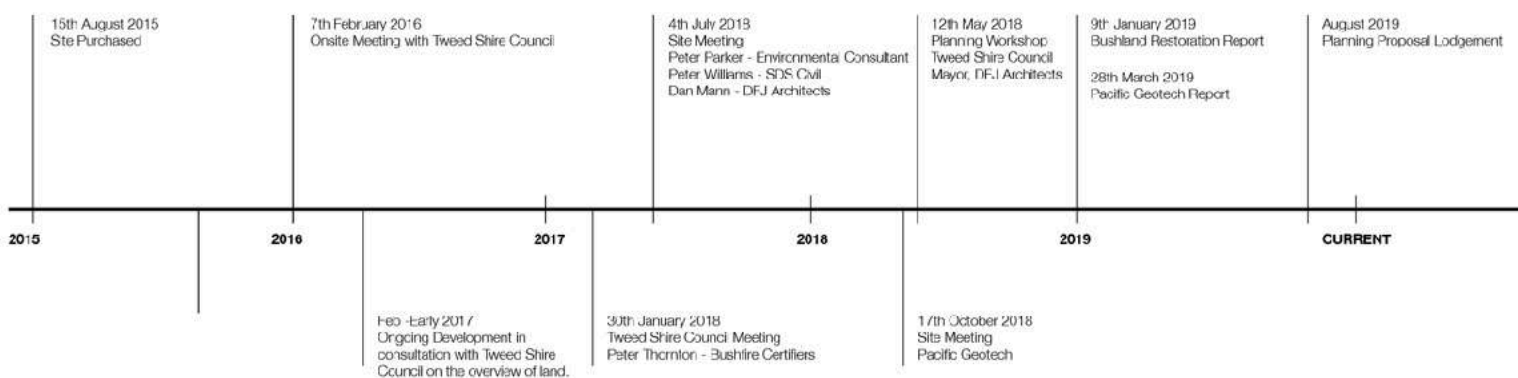 15th August 2015
Site Purchased
7th February 2016
Onsite Meeting with Tweed Shire Council
4th July 2018
Site Meeting
Peter Parker - Environmental Consultant
Peter Williams - SDS Civil
Dan Mann - DFJ Architects
12th May 2018
Planning Workshop
Tweed Shire Council
Mayor, DFJ Architects
9th January 2019
Bushland Restoration Report
28th March 2019
Pacific Geotech Report
August 2019
Planning Proposal Lodgement
2015
2016
2017
2018
2019
CURRENT
Feb -Early 2017
Ongoing Development in
consultation with Tweed Shire
Council on the overview of land.
30th January 2018
Tweed Shire Council Meeting
Peter Thornton - Bushfire Certifiers
17th October 2018
Site Meeting
Pacific Geotech